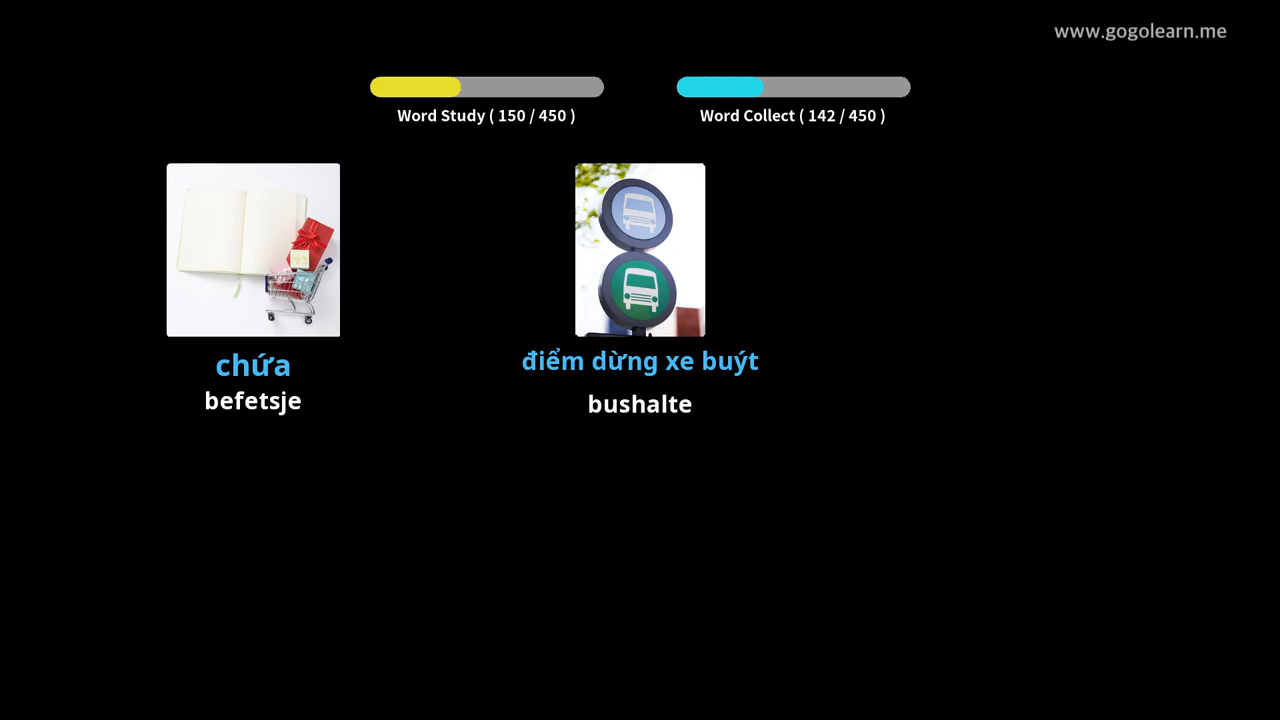 www.gogolearn.me
Word Study ( 150 / 450 )
Word Collect ( 142 / 450 )
chứa
befetsje
điểm dừng xe buýt
bushalte